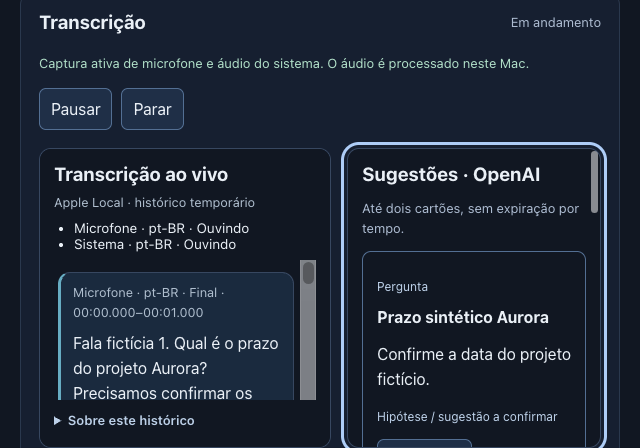 Transcrição
Em andamento
Captura ativa de microfone e áudio do sistema. O áudio é processado neste Mac.
Pausar
Parar
Transcrição ao vivo
Apple Local · histórico temporário
• Microfone · pt-BR · Ouvindo
• Sistema · pt-BR · Ouvindo
Microfone · pt-BR · Final ·
00:00.000–00:01.000
Fala fictícia 1. Qual é o prazo
do projeto Aurora?
Precisamos confirmar os
Sobre este histórico
Sugestões · OpenAI
Até dois cartões, sem expiração por
tempo.
Pergunta
Prazo sintético Aurora
Confirme a data do projeto
fictício.
Hipótese / sugestão a confirmar